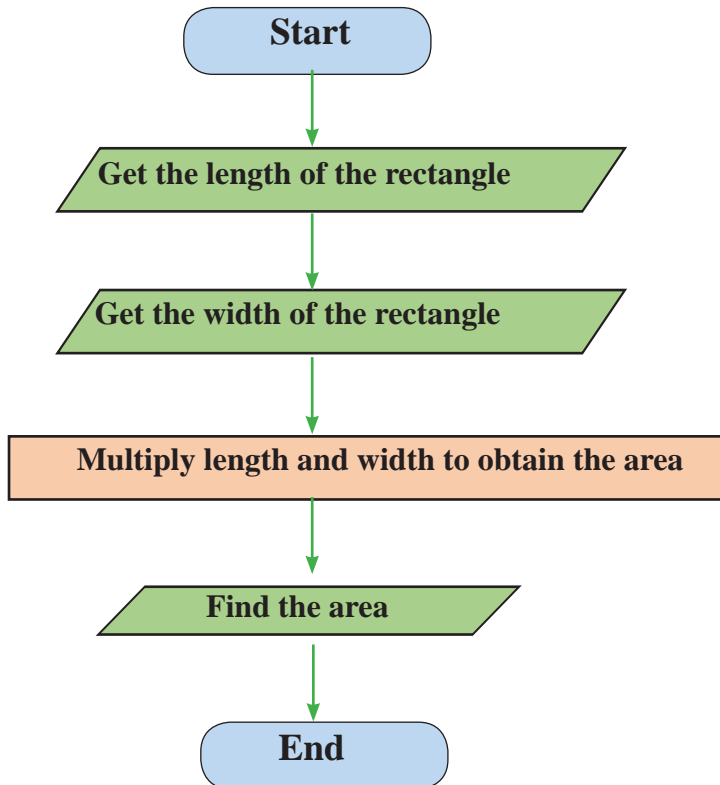 Start
Get the length of the rectangle
Get the width of the rectangle
Multiply length and width to obtain the area
Find the area
End